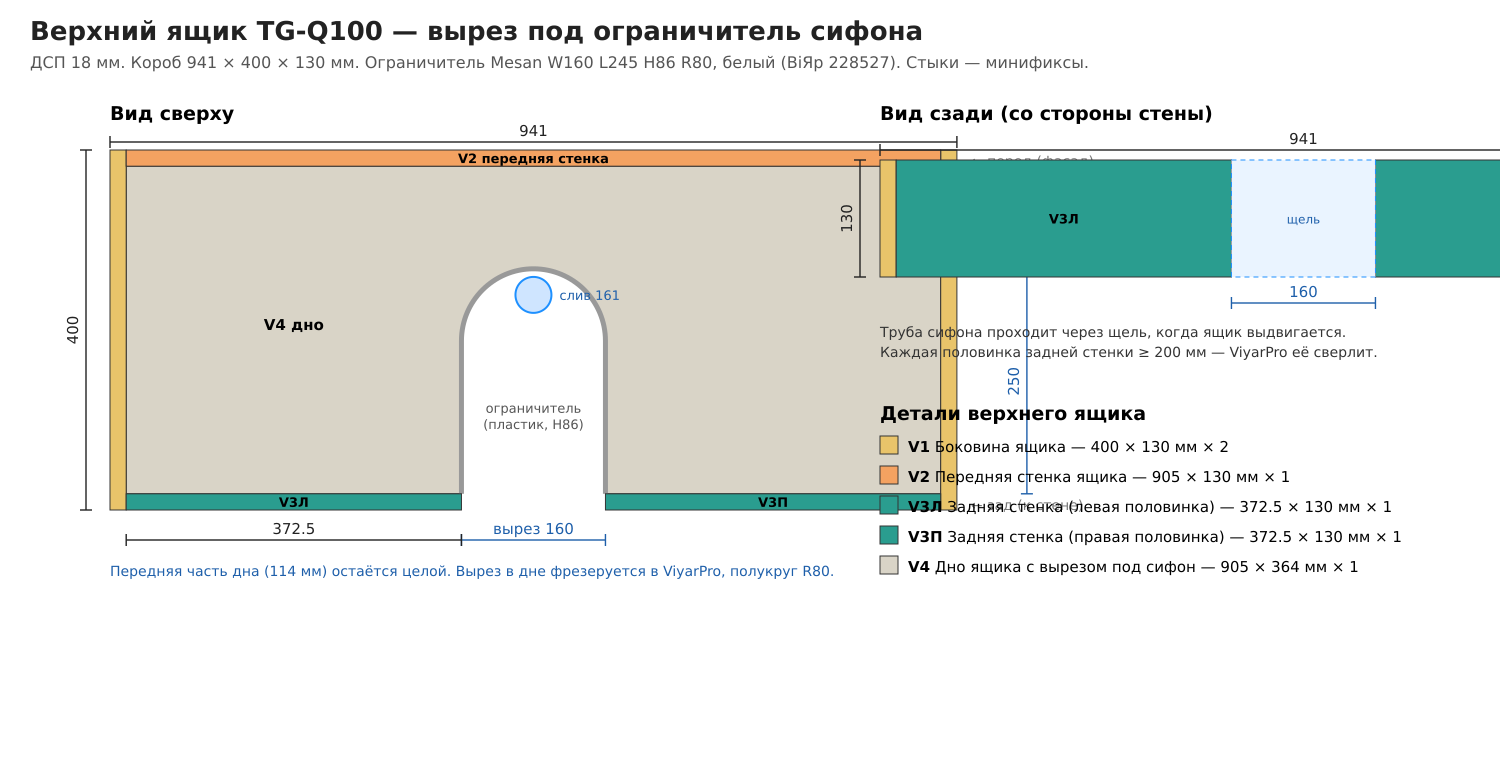 Верхний ящик TG-Q100 — вырез под ограничитель сифона
ДСП 18 мм. Короб 941 × 400 × 130 мм. Ограничитель Mesan W160 L245 H86 R80, белый (ВіЯр 228527). Стыки — минификсы.
Вид сверху
941
V2 передняя стенка
400
V4 дно
слив 161
ограничитель
(пластик, H86)
250
V3Л
V3П
372.5
вырез 160
Передняя часть дна (114 мм) остаётся целой. Вырез в дне фрезеруется в ViyarPro, полукруг R80.
Вид сзади (со стороны стены)
941
130
V3Л
щель
160
Труба сифона проходит через щель, когда ящик выдвигается.
Каждая половинка задней стенки ≥ 200 мм — ViyarPro её сверлит.
Детали верхнего ящика
V1 Боковина ящика — 400 × 130 мм × 2
V2 Передняя стенка ящика — 905 × 130 мм × 1
V3Л Задняя стенка (левая половинка) — 372.5 × 130 мм × 1
V3П Задняя стенка (правая половинка) — 372.5 × 130 мм × 1
V4 Дно ящика с вырезом под сифон — 905 × 364 мм × 1